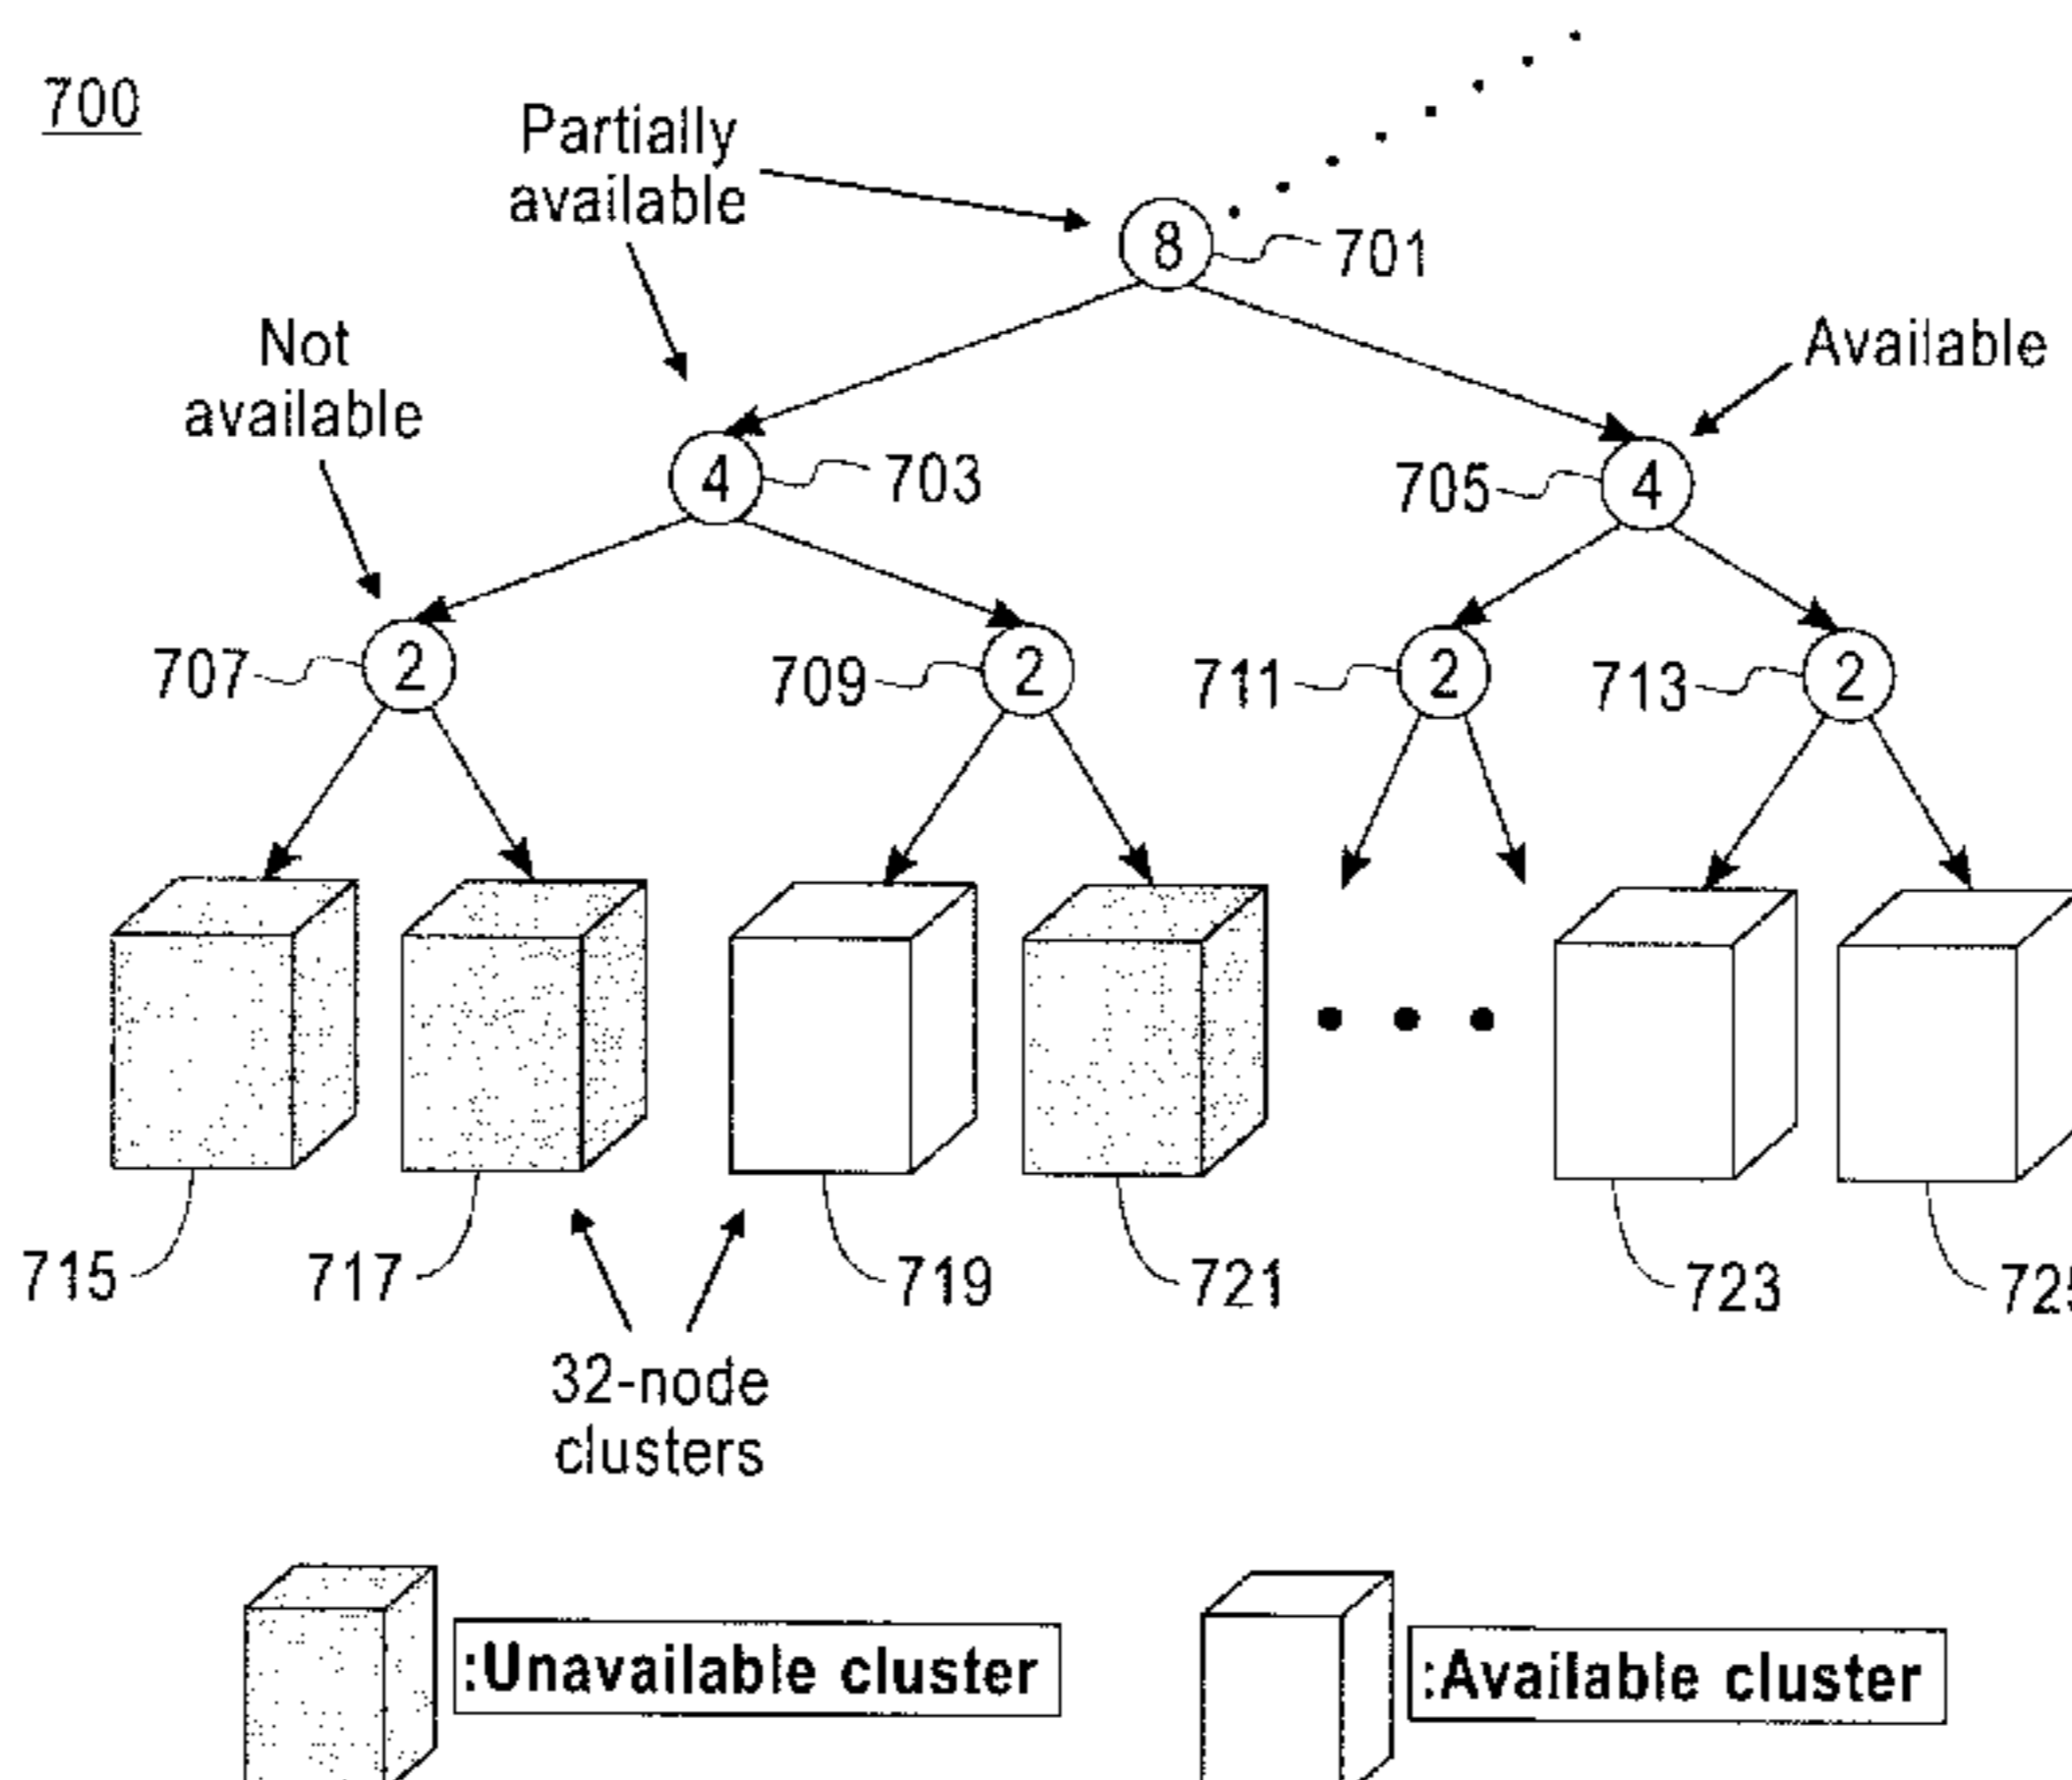 700
Partially
available
8
701
Not
available
Available
4
703
705
4
707
2
709
2
711
2
713
2
715
717
719
721
723
32-node
clusters
:Unavailable cluster
:Available cluster